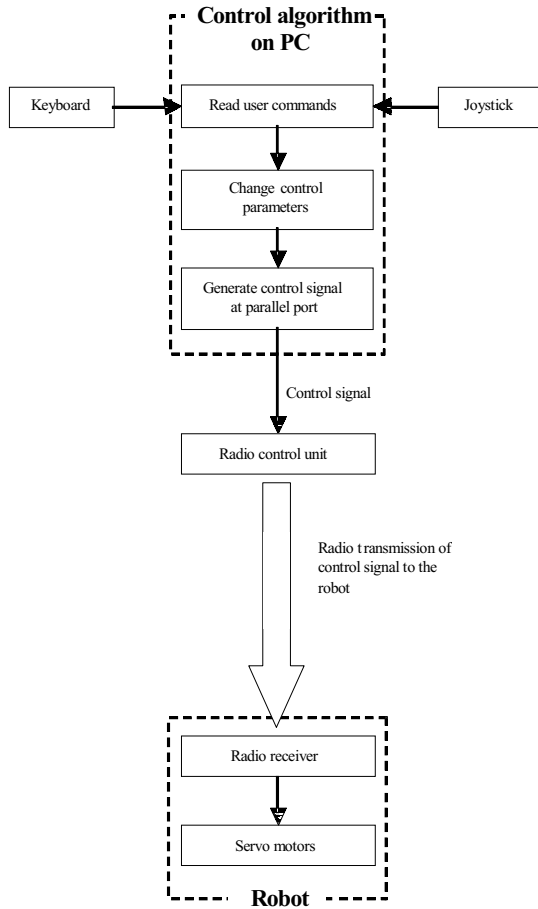 Control algorithm
on PC
Keyboard
Read user commands
Joystick
Change control
parameters
Generate control signal
at parallel port
Control signal
Radio control unit
Radio transmission of
control signal to the
robot
Radio receiver
Servo motors
Robot